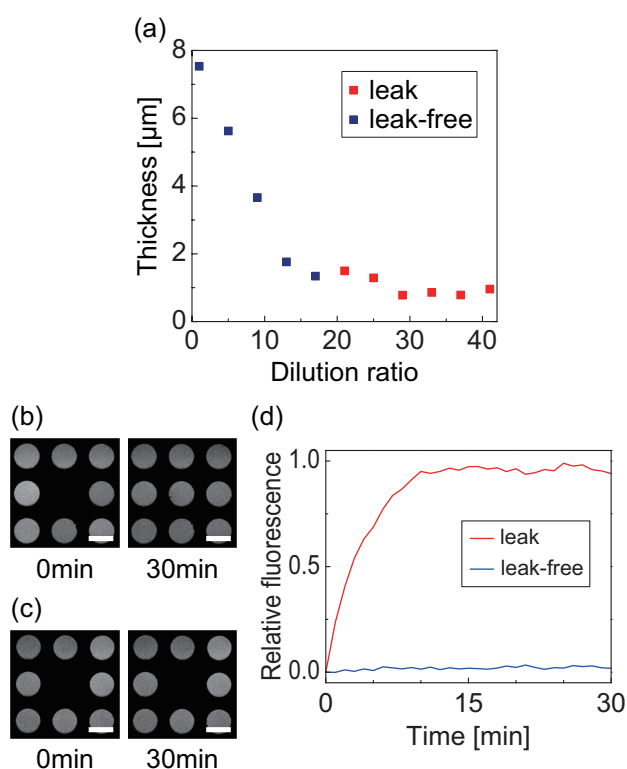 (a)
Thickness [µm]
8
6
4
2
0
leak
leak-free
0 10 20 30 40
Dilution ratio
(b)
0min 30min
(c)
0min 30min
(d)
Relative fluorescence
1.0
0.5
0.0
leak
leak-free
0 15 30
Time [min]